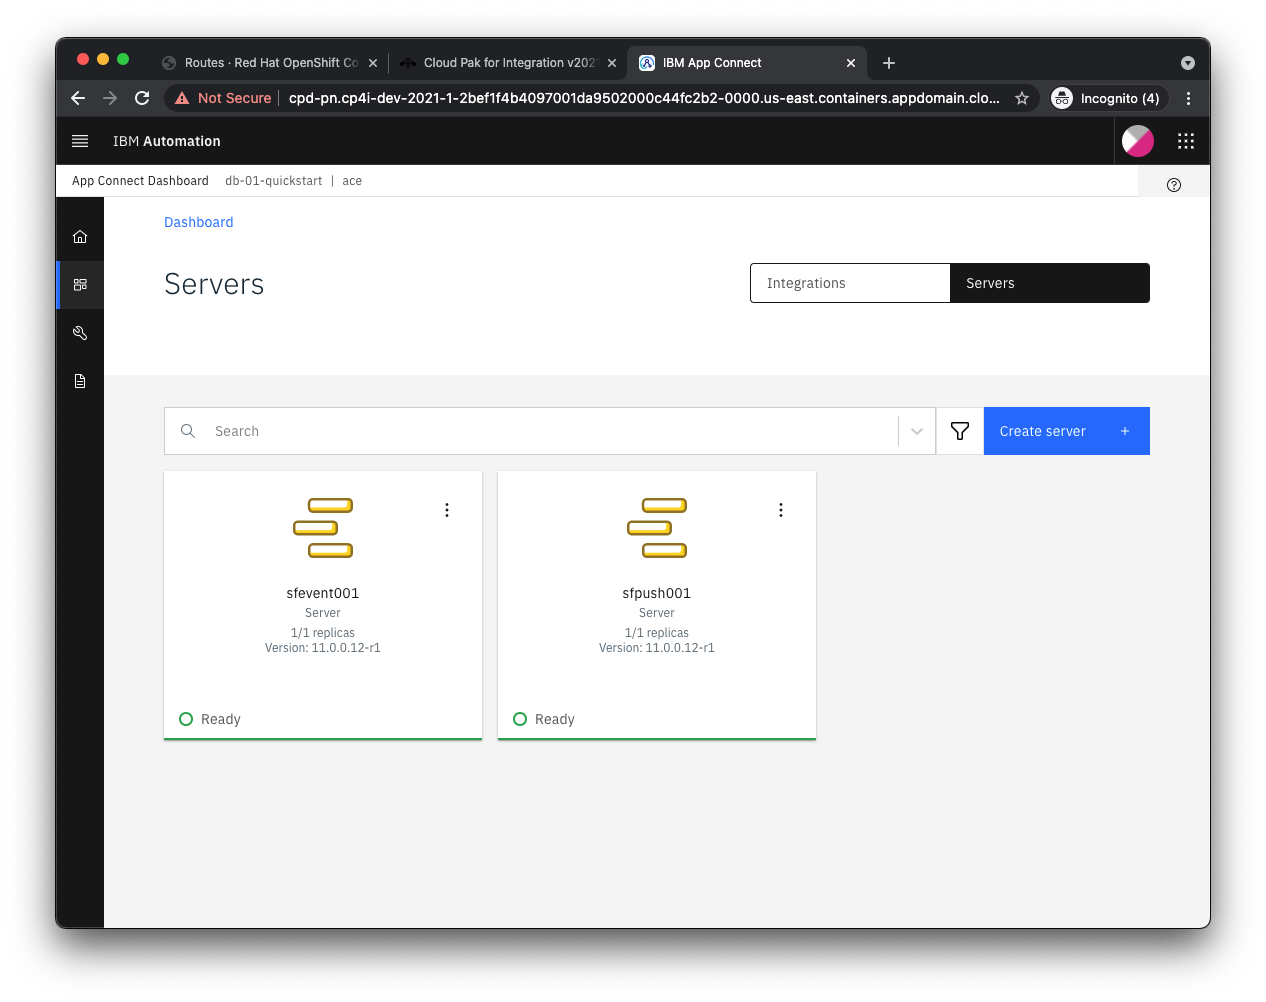 Routes · Red Hat OpenShift Co
Cloud Pak for Integration v202
IBM App Connect
Not Secure
cpd-pn.cp4i-dev-2021-1-2bef1f4b4097001da9502000c44fc2b2-0000.us-east.containers.appdomain.clo...
Incognito (4)
IBM Automation
App Connect Dashboard db-01-quickstart | ace
Dashboard
Servers
Integrations
Servers
Search
Create server +
sfevent001
Server
1/1 replicas
Version: 11.0.0.12-r1
Ready
sfpush001
Server
1/1 replicas
Version: 11.0.0.12-r1
Ready